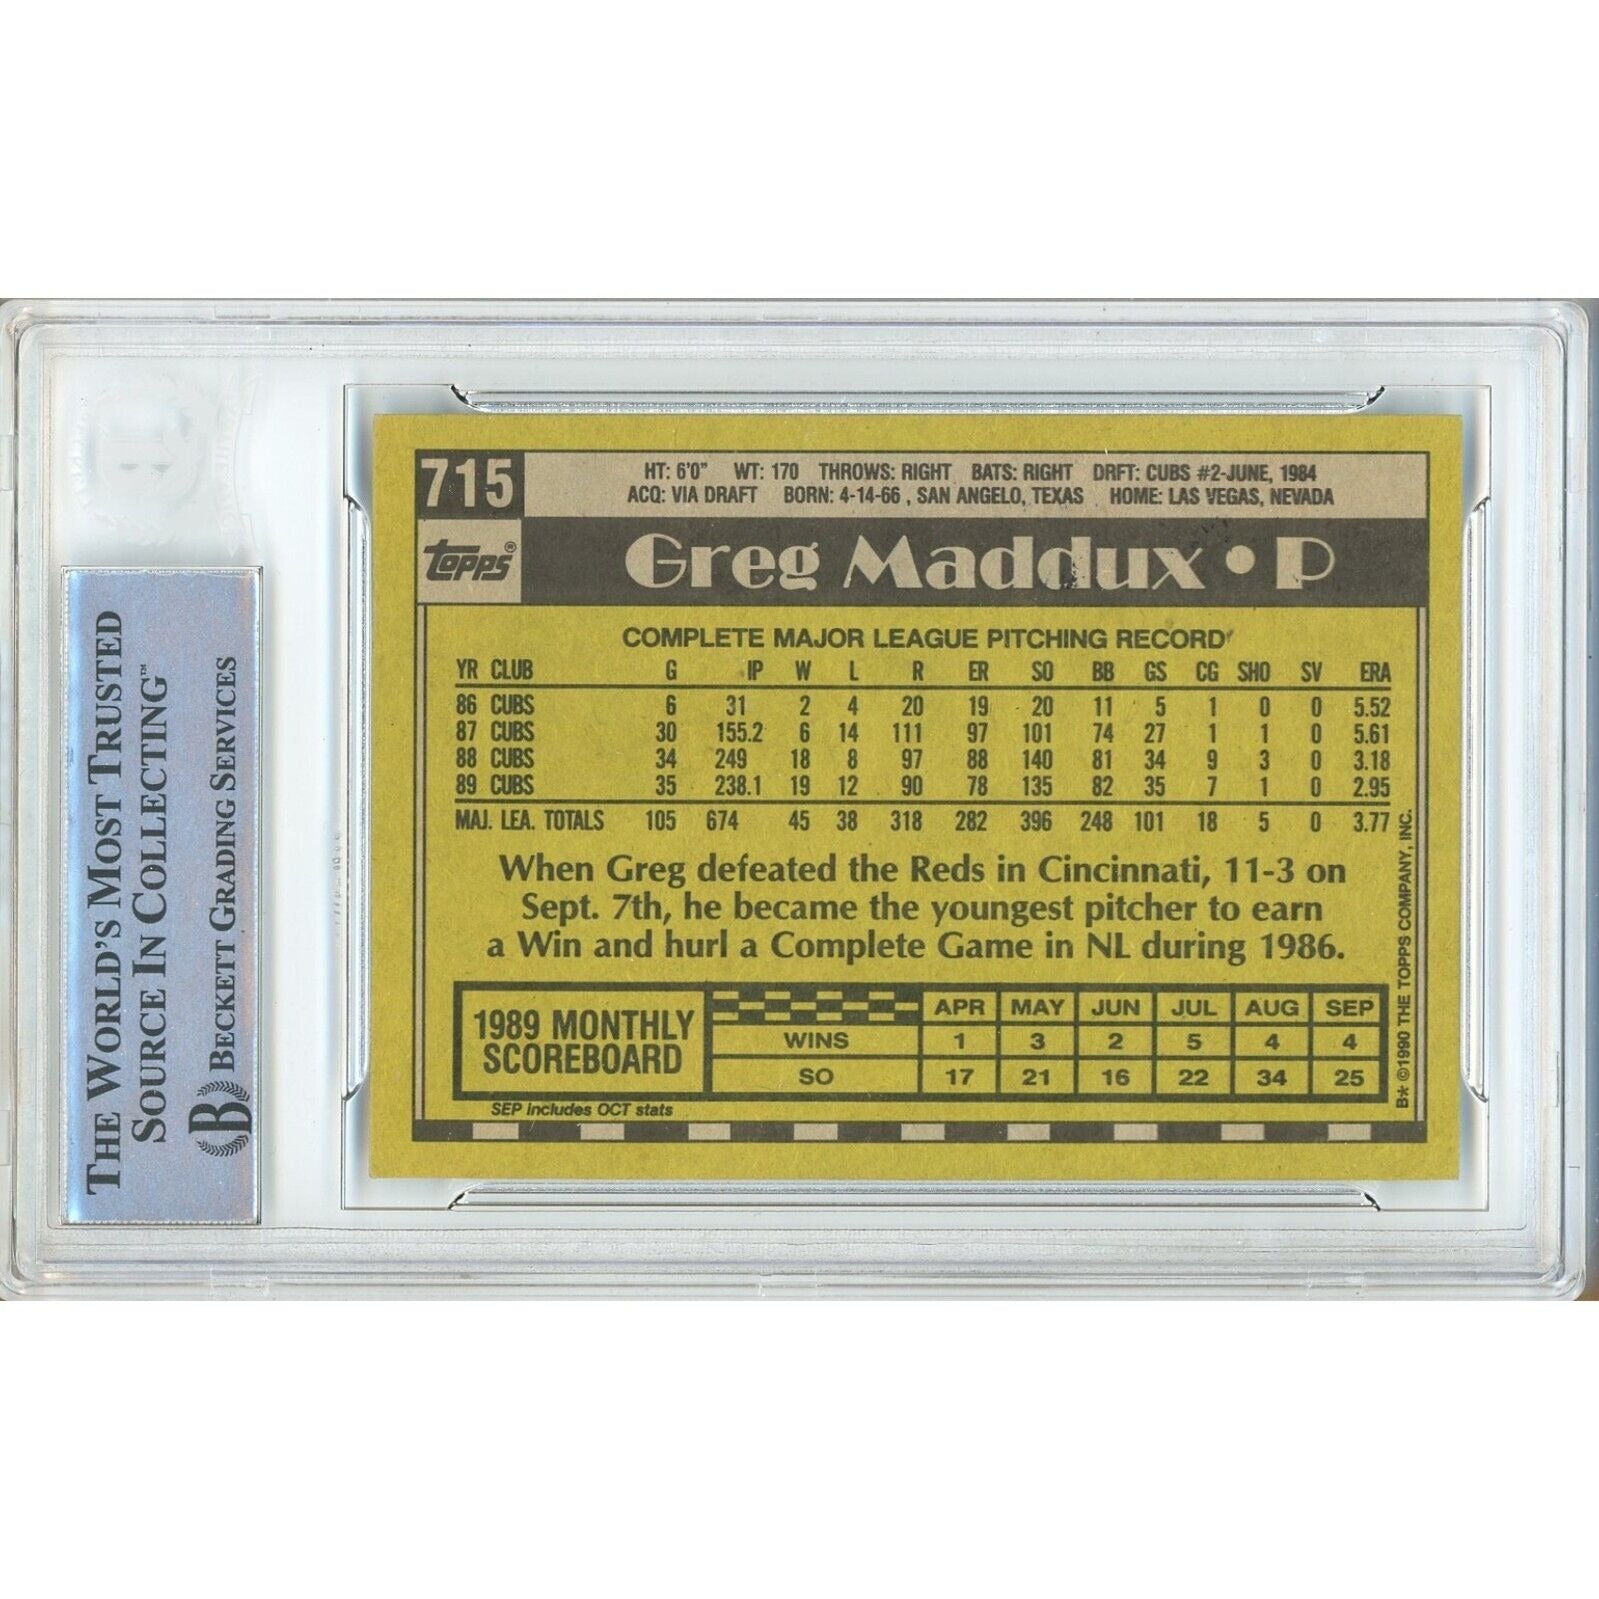 THE WORLD'S MOST TRUSTED
SOURCE IN COLLECTING™
B BECKETT GRADING SERVICES
715
HT: 6'0" WT: 170 THROWS: RIGHT BATS: RIGHT DRFT: CUBS #2-JUNE, 1984
ACQ: VIA DRAFT BORN: 4-14-66 , SAN ANGELO, TEXAS HOME: LAS VEGAS, NEVADA
topps®
Greg Maddux • P
COMPLETE MAJOR LEAGUE PITCHING RECORD
YR CLUB G IP W L R ER SO BB GS CG SHO SV ERA
86 CUBS 6 31 2 4 20 19 20 11 5 1 0 0 5.52
87 CUBS 30 155.2 6 14 111 97 101 74 27 1 1 0 5.61
88 CUBS 34 249 18 8 97 88 140 81 34 9 3 0 3.18
89 CUBS 35 238.1 19 12 90 78 135 82 35 7 1 0 2.95
MAJ. LEA. TOTALS 105 674 45 38 318 282 396 248 101 18 5 0 3.77
When Greg defeated the Reds in Cincinnati, 11-3 on
Sept. 7th, he became the youngest pitcher to earn
a Win and hurl a Complete Game in NL during 1986.
1989 MONTHLY
SCOREBOARD
APR MAY JUN JUL AUG SEP
WINS 1 3 2 5 4 4
SO 17 21 16 22 34 25
SEP includes OCT stats
B* ©1990 THE TOPPS COMPANY, INC.